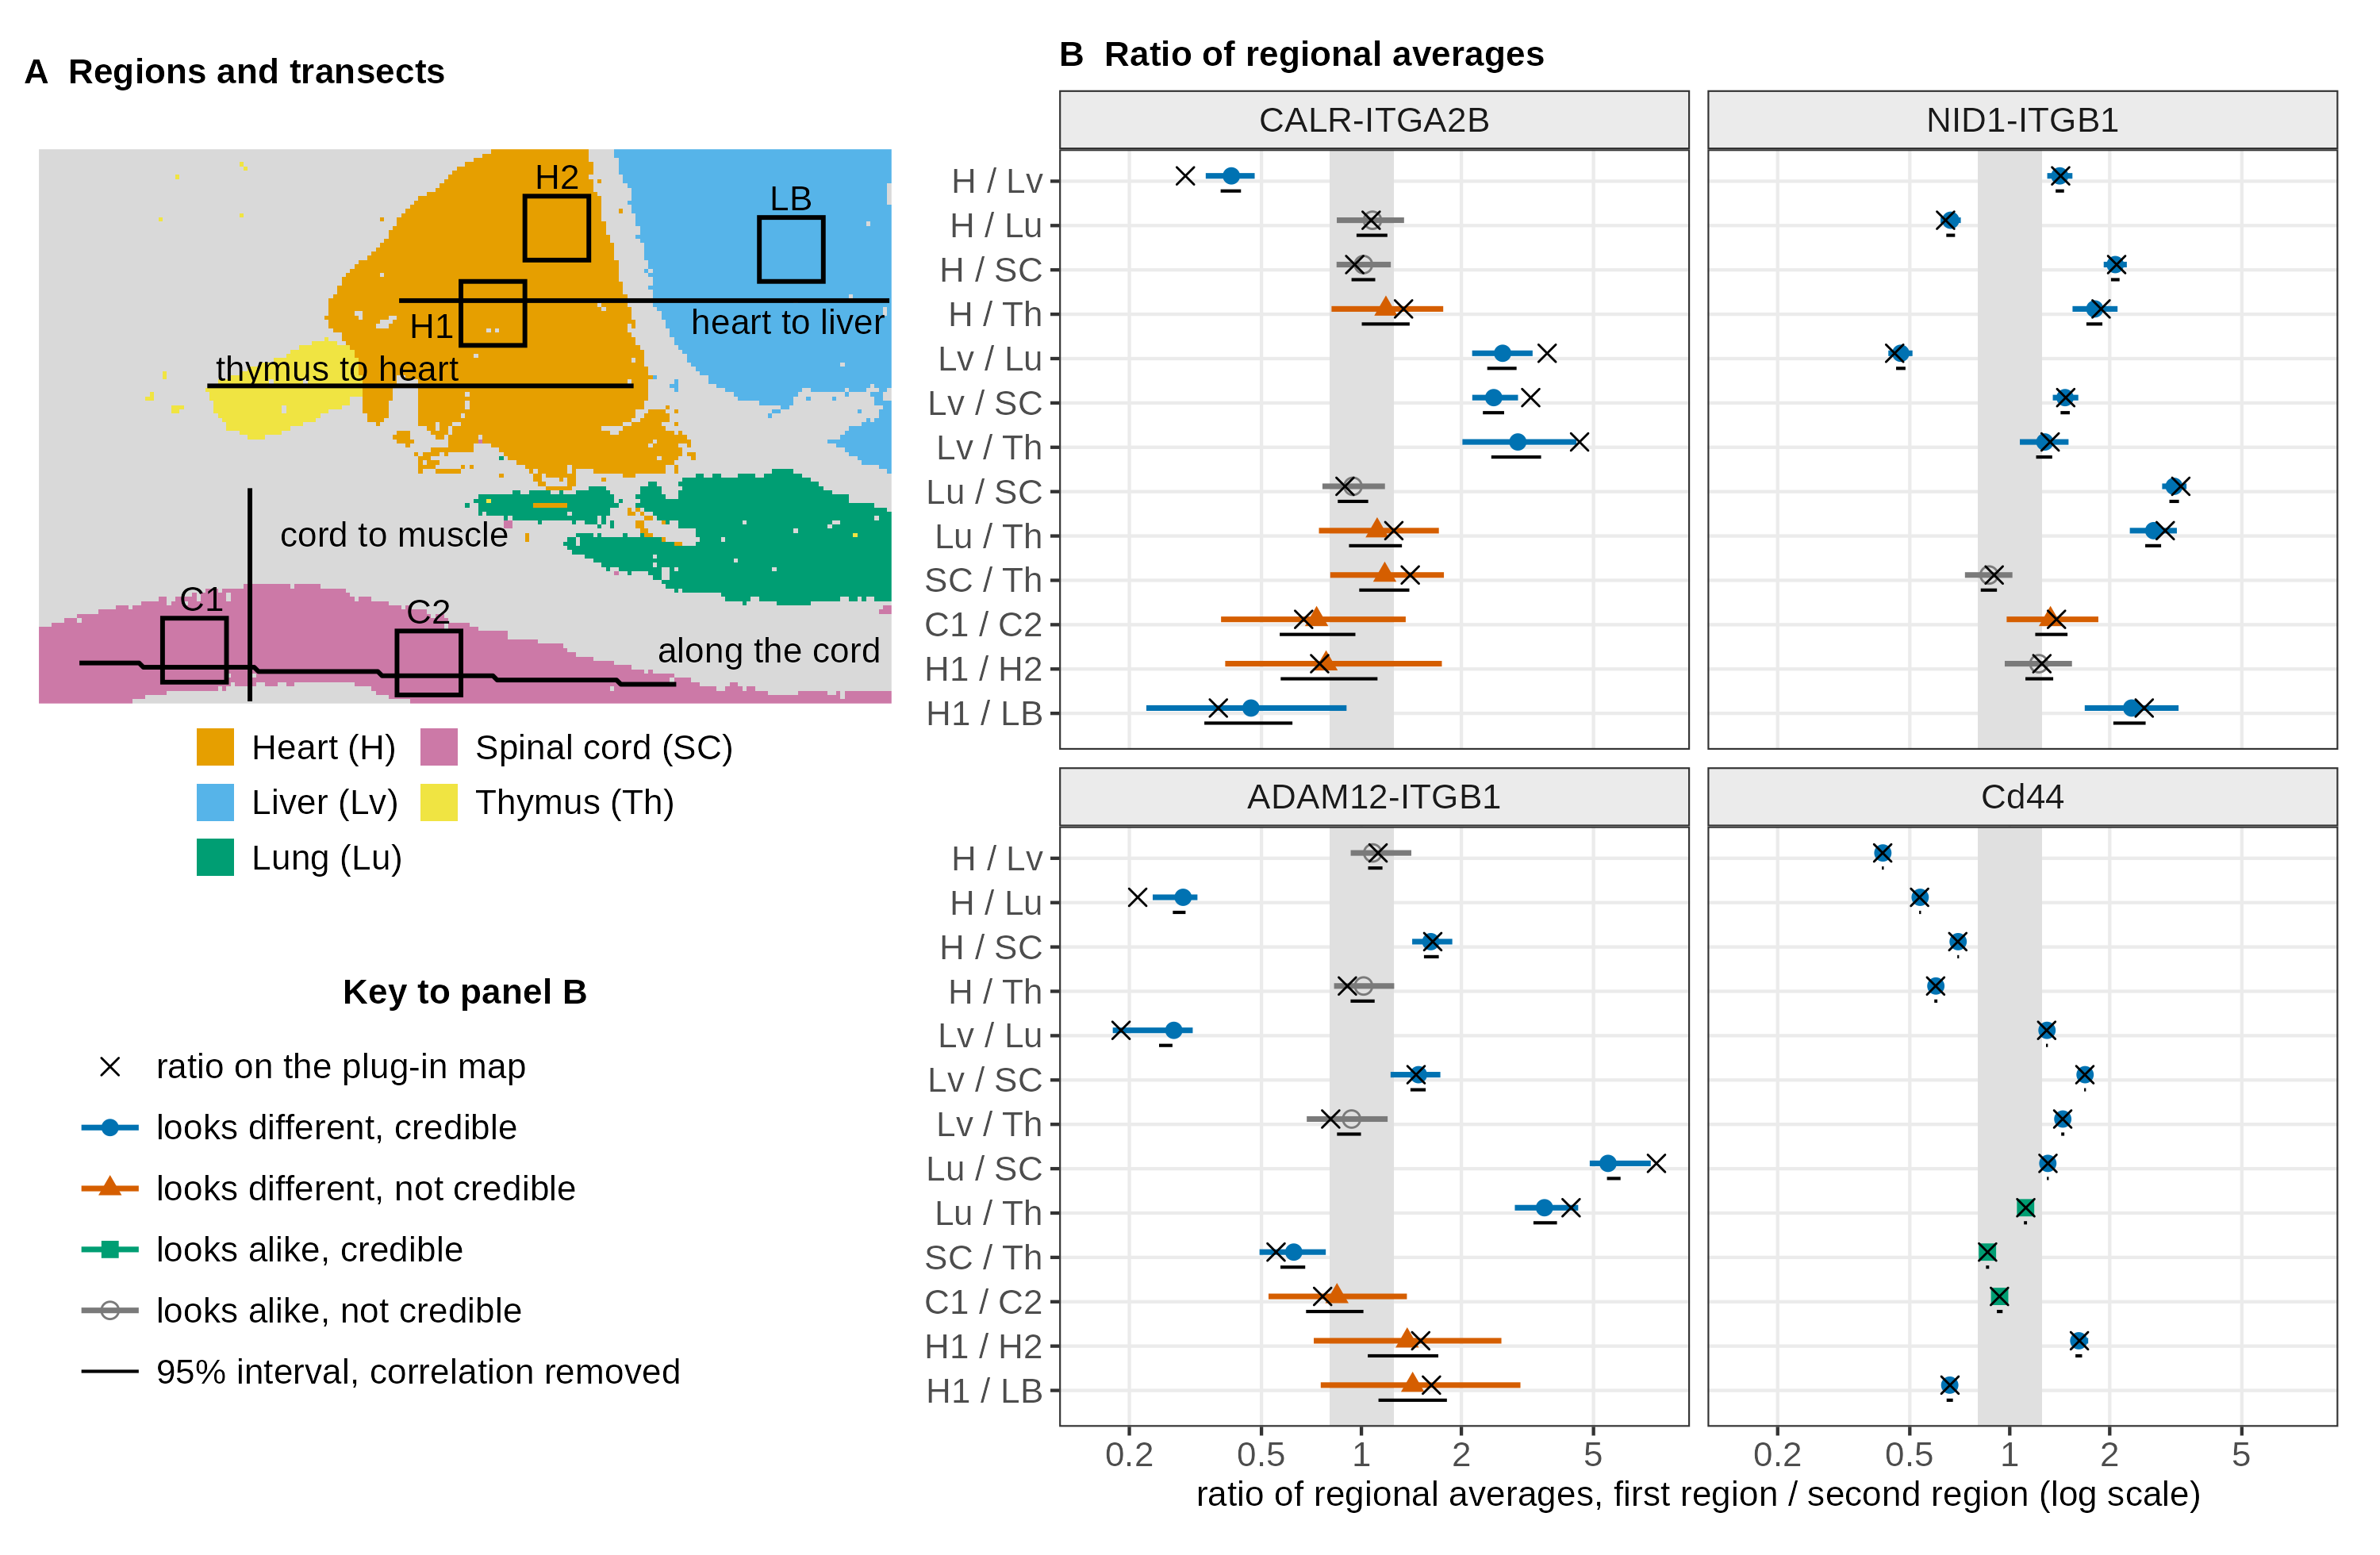 A Regions and transects
H2
LB
H1
heart to liver
thymus to heart
cord to muscle
C1
C2
along the cord
Heart (H)
Spinal cord (SC)
Liver (Lv)
Thymus (Th)
Lung (Lu)
Key to panel B
ratio on the plug-in map
looks different, credible
looks different, not credible
looks alike, credible
looks alike, not credible
95% interval, correlation removed
B Ratio of regional averages
CALR-ITGA2B
NID1-ITGB1
H / Lv
H / Lu
H / SC
H / Th
Lv / Lu
Lv / SC
Lv / Th
Lu / SC
Lu / Th
SC / Th
C1 / C2
H1 / H2
H1 / LB
ADAM12-ITGB1
Cd44
H / Lv
H / Lu
H / SC
H / Th
Lv / Lu
Lv / SC
Lv / Th
Lu / SC
Lu / Th
SC / Th
C1 / C2
H1 / H2
H1 / LB
0.2 0.5 1 2 5
0.2 0.5 1 2 5
ratio of regional averages, first region / second region (log scale)